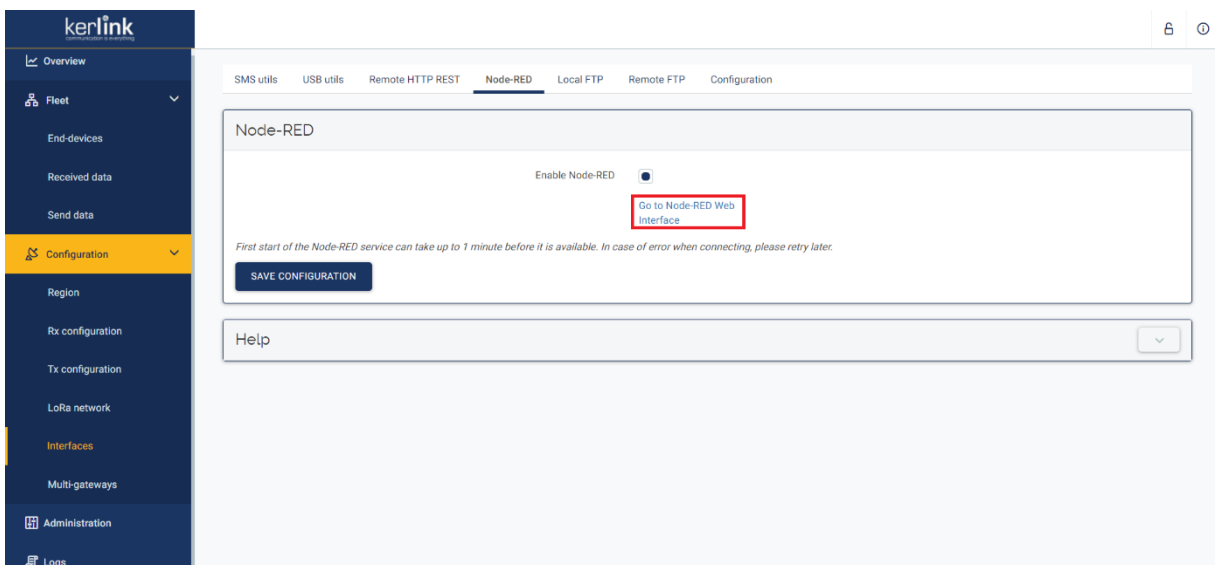 kerlink
communication is everything
Overview
Fleet
End-devices
Received data
Send data
Configuration
Region
Rx configuration
Tx configuration
LoRa network
Interfaces
Multi-gateways
Administration
Logs
SMS utils USB utils Remote HTTP REST Node-RED Local FTP Remote FTP Configuration
Node-RED
Enable Node-RED
Go to Node-RED Web
Interface
First start of the Node-RED service can take up to 1 minute before it is available. In case of error when connecting, please retry later.
SAVE CONFIGURATION
Help